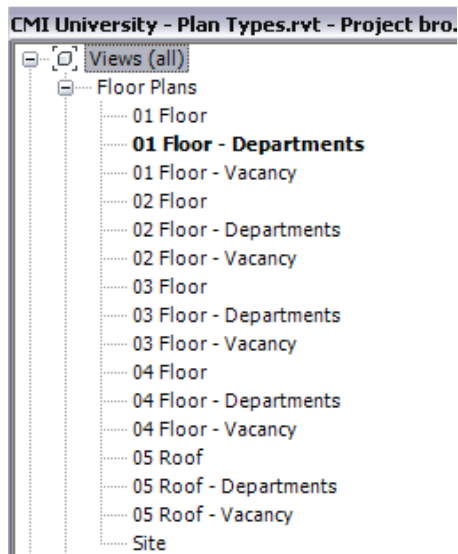 CMI University - Plan Types.rvt - Project bro.
Views (all)
Floor Plans
01 Floor
01 Floor - Departments
01 Floor - Vacancy
02 Floor
02 Floor - Departments
02 Floor - Vacancy
03 Floor
03 Floor - Departments
03 Floor - Vacancy
04 Floor
04 Floor - Departments
04 Floor - Vacancy
05 Roof
05 Roof - Departments
05 Roof - Vacancy
Site